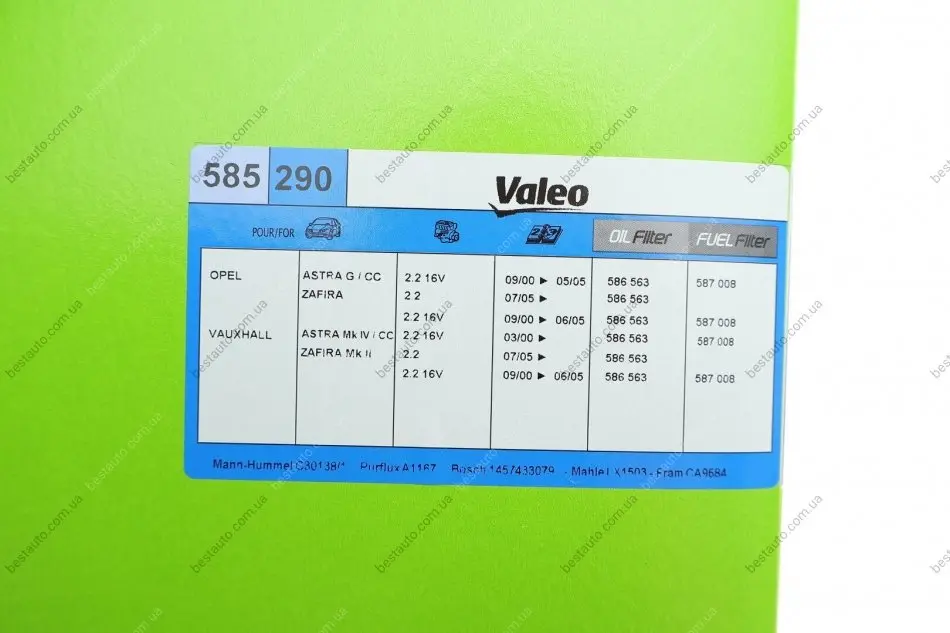 585 290
Valeo
POUR/FOR OIL Filter FUEL Filter
OPEL ASTRA G / CC 2.2 16V 09/00 ► 05/05 586 563 587 008
ZAFIRA 2.2 07/05 ► 586 563
2.2 16V 09/00 ► 06/05 586 563 587 008
VAUXHALL ASTRA Mk IV / CC 2.2 16V 03/00 ► 586 563 587 008
ZAFIRA Mk II 2.2 07/05 ► 586 563
2.2 16V 09/00 ► 06/05 586 563 587 008
Mann-Hummel C30138/1 Purflux A1167 Bosch 1457433079 - Mahle LX1503 - Fram CA9684
bestauto.com.ua